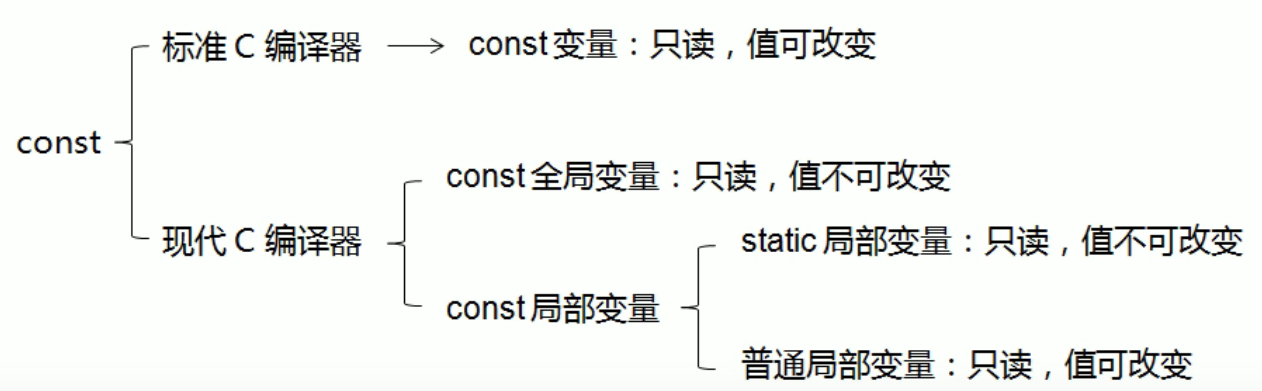 标准 C 编译器 const 变量：只读，值可改变
const
const 全局变量：只读，值不可改变
现代 C 编译器
static 局部变量：只读，值不可改变
const 局部变量
普通局部变量：只读，值可改变